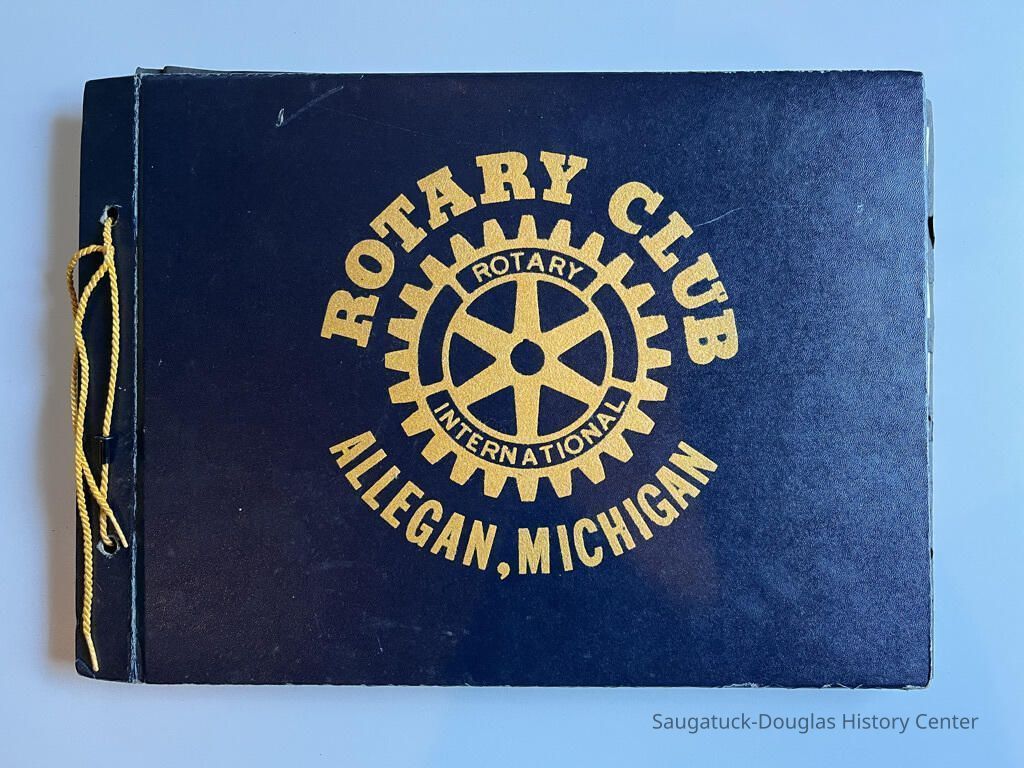 ROTARY CLUB
ROTARY
INTERNATIONAL
ALLEGAN, MICHIGAN
Saugatuck-Douglas History Center